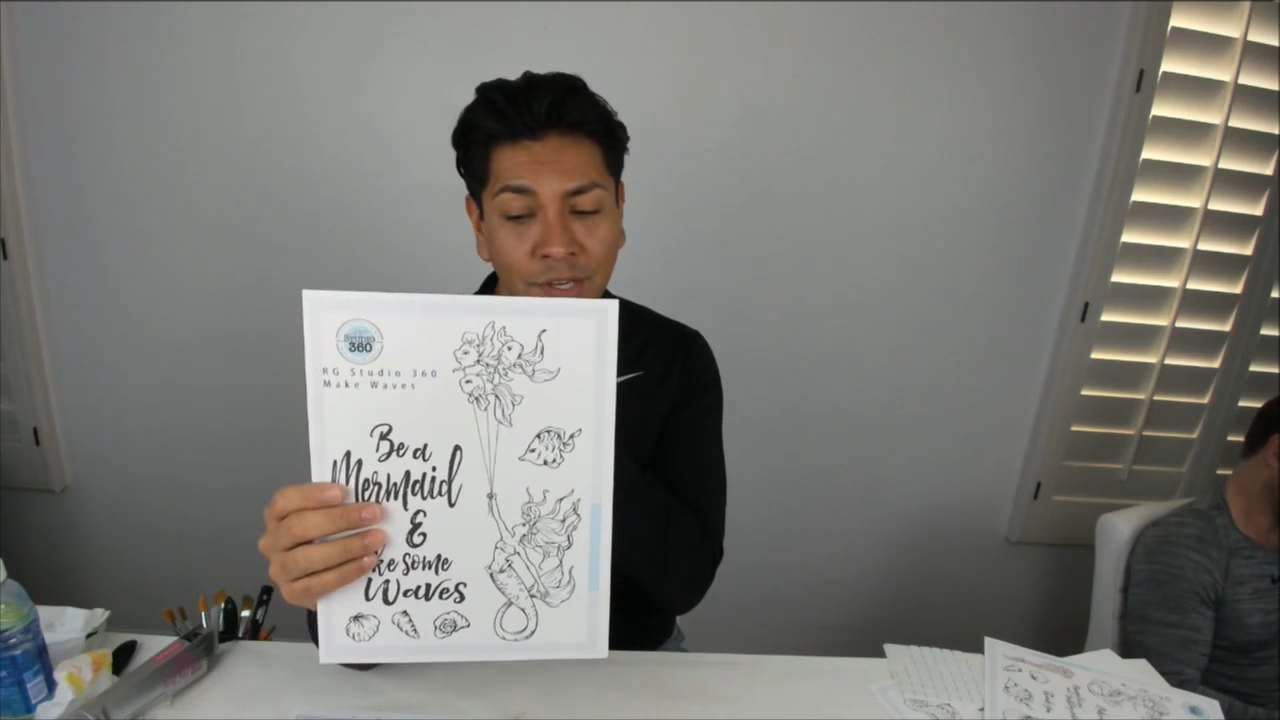 Studio
360
RG Studio 360
Make Waves
Be a
Mermaid
&
ke some
Waves